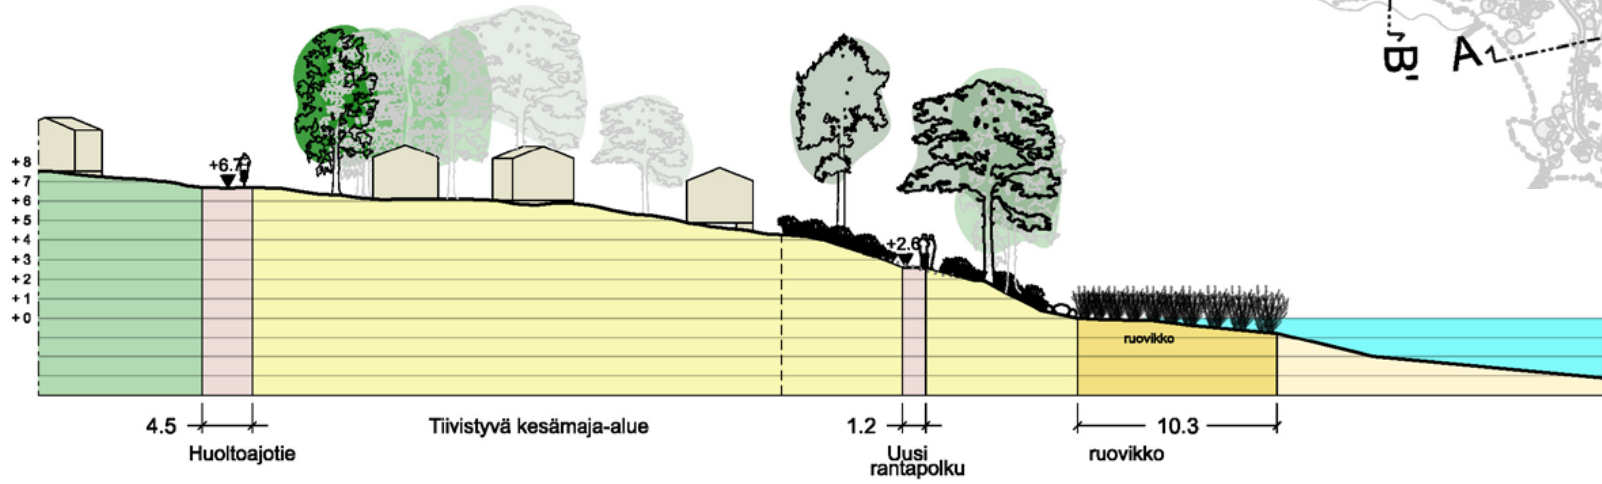 B'
A
+8
+7
+6
+5
+4
+3
+2
+1
+0
+6.7
+2.6
ruovikko
4.5
Tiivistyvä kesämaja-alue
1.2
10.3
Huoltoajotie
Uusi
rantapolku
ruovikko